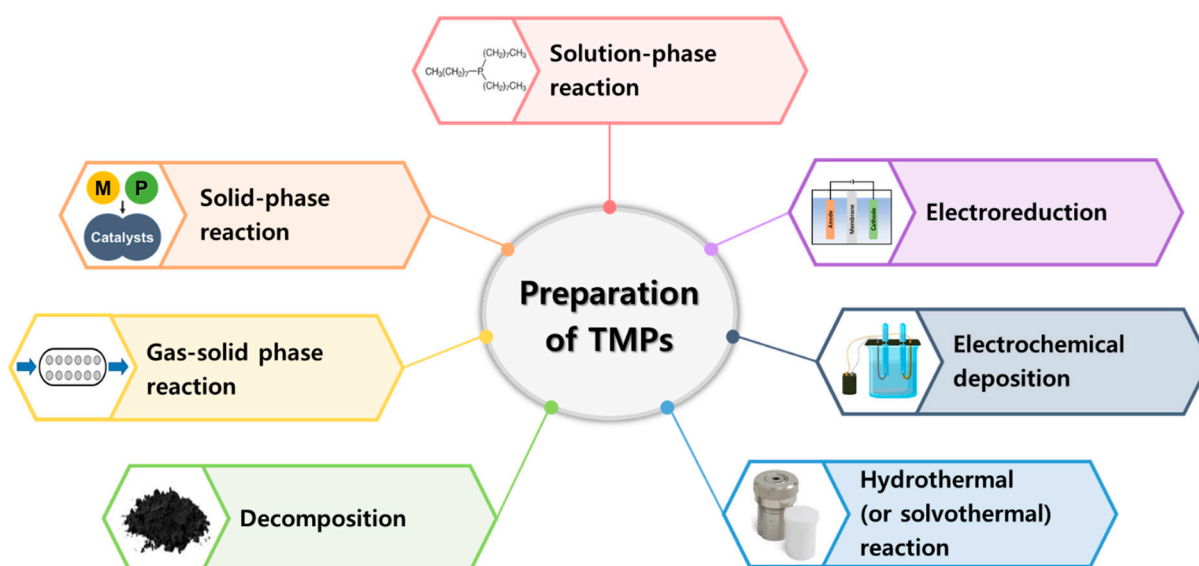 (CH2)7CH3
CH3(CH2)7—P
(CH2)7CH3
Solution-phase
reaction
M P
Catalysts
Solid-phase
reaction
Anode
Membrane
Cathode
Electroreduction
Preparation
of TMPs
Gas-solid phase
reaction
Electrochemical
deposition
Decomposition
Hydrothermal
(or solvothermal)
reaction